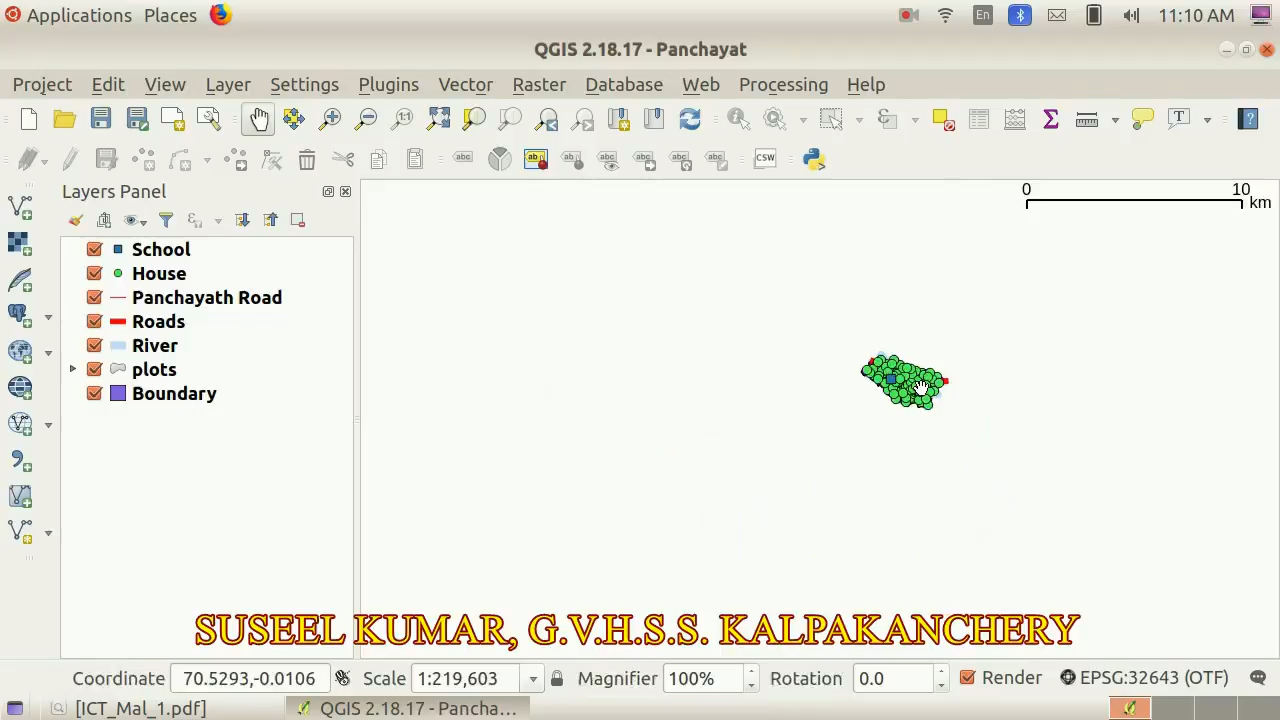 Applications Places En 11:10 AM
QGIS 2.18.17 - Panchayat
Project Edit View Layer Settings Plugins Vector Raster Database Web Processing Help
abc CSW
Layers Panel
0 10
km
School
House
Panchayath Road
Roads
River
plots
Boundary
SUSEEL KUMAR, G.V.H.S.S. KALPAKANCHERY
Coordinate 70.5293,-0.0106 Scale 1:219,603 Magnifier 100% Rotation 0.0 Render EPSG:32643 (OTF)
[ICT_Mal_1.pdf] QGIS 2.18.17 - Pancha...